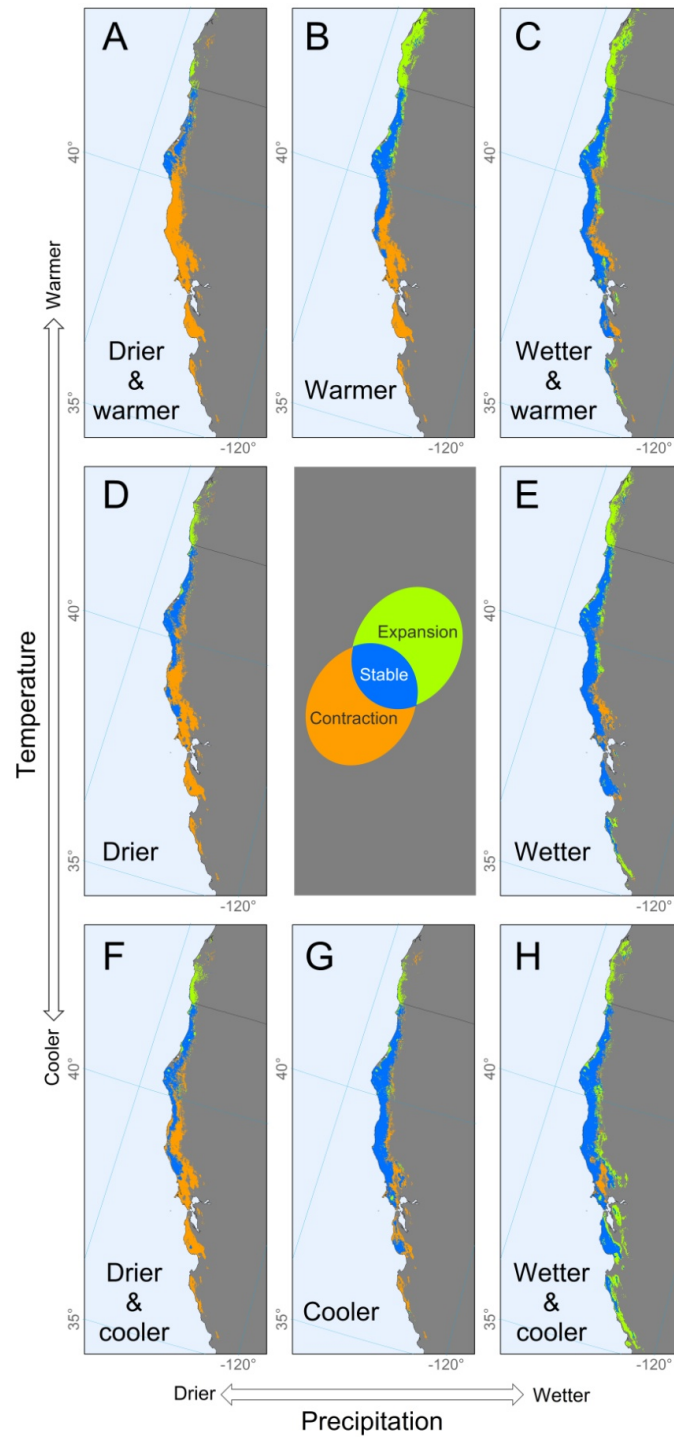 A
40°
35°
Drier
&
warmer
-120°
B
40°
35°
Warmer
-120°
C
40°
35°
Wetter
&
warmer
-120°
Warmer
Temperature
Cooler
D
40°
35°
Drier
-120°
Expansion
Stable
Contraction
E
40°
35°
Wetter
-120°
F
40°
35°
Drier
&
cooler
-120°
G
40°
35°
Cooler
-120°
H
40°
35°
Wetter
&
cooler
-120°
Drier
Wetter
Precipitation